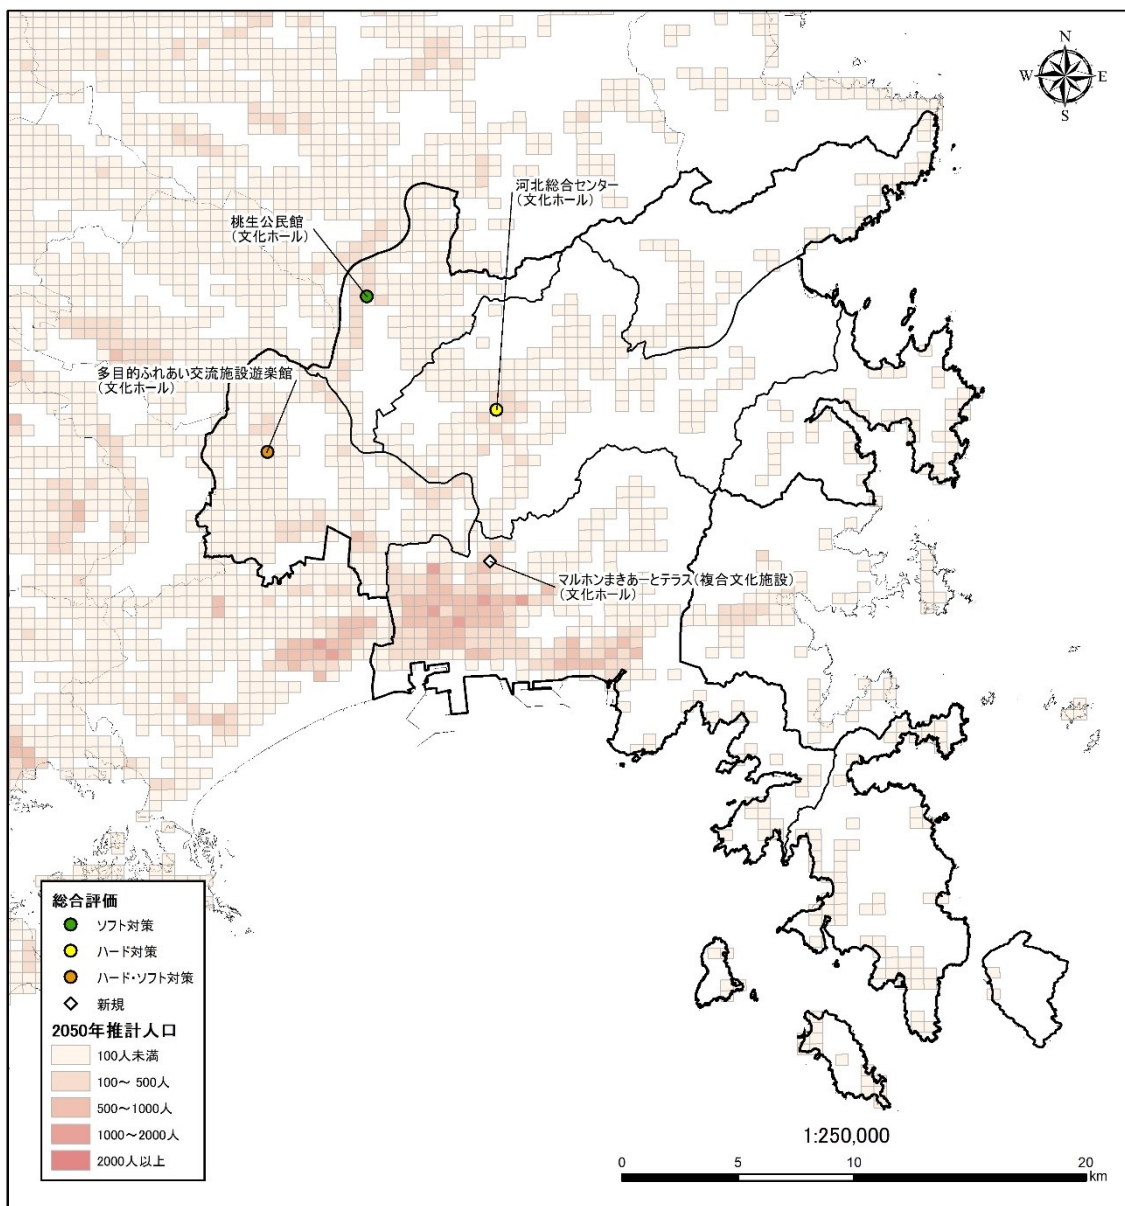 N
W
E
S
河北総合センター
(文化ホール)
桃生公民館
(文化ホール)
多目的ふれあい交流施設遊楽館
(文化ホール)
マルホンまきあーとテラス(複合文化施設)
(文化ホール)
総合評価
ソフト対策
ハード対策
ハード・ソフト対策
新規
2050年推計人口
100人未満
100～ 500人
500～1000人
1000～2000人
2000人以上
1:250,000
0 5 10 20
km